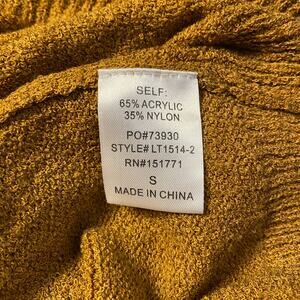 SELF:
65% ACRYLIC
35% NYLON
PO#73930
STYLE# LT1514-2
RN#151771
S
MADE IN CHINA